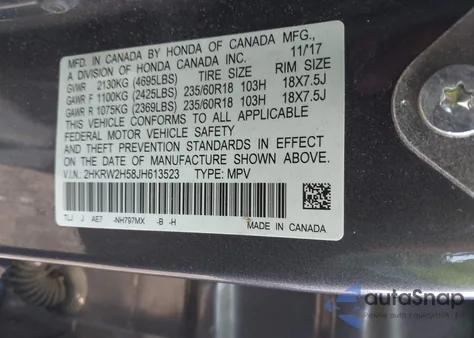 MFD. IN CANADA BY HONDA OF CANADA MFG.,
A DIVISION OF HONDA CANADA INC. 11/17
TIRE SIZE RIM SIZE
GVWR 2130KG (4695LBS)
GAWR F 1100KG (2425LBS) 235/60R18 103H 18X7.5J
GAWR R 1075KG (2369LBS) 235/60R18 103H 18X7.5J
THIS VEHICLE CONFORMS TO ALL APPLICABLE
FEDERAL MOTOR VEHICLE SAFETY
AND THEFT PREVENTION STANDARDS IN EFFECT
ON THE DATE OF MANUFACTURE SHOWN ABOVE.
V.I.N.: 2HKRW2H58JH613523 TYPE: MPV
TLJ J AE7 -NH797MX -B -H
MADE IN CANADA
autoSnap